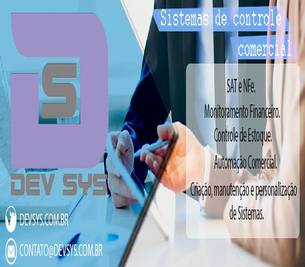 Sistemas de controle
comercial
SAT e NFe.
Monitoramento Financeiro.
Controle de Estoque.
Automação Comercial.
Criação, manutenção e personalização
de Sistemas.
DS
DEV SYS
DEVSYS.COM.BR
CONTATO@DEVSYS.COM.BR